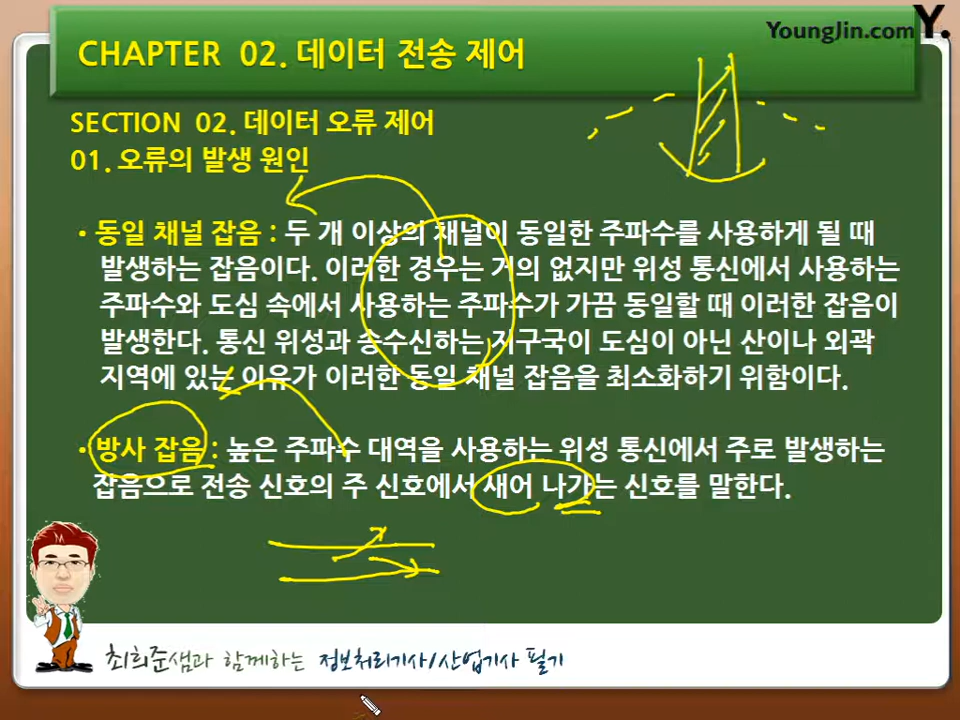 YoungJin.com Y.
CHAPTER 02. 데이터 전송 제어
SECTION 02. 데이터 오류 제어
01. 오류의 발생 원인
• 동일 채널 잡음 : 두 개 이상의 채널이 동일한 주파수를 사용하게 될 때
발생하는 잡음이다. 이러한 경우는 거의 없지만 위성 통신에서 사용하는
주파수와 도심 속에서 사용하는 주파수가 가끔 동일할 때 이러한 잡음이
발생한다. 통신 위성과 송수신하는 지구국이 도심이 아닌 산이나 외곽
지역에 있는 이유가 이러한 동일 채널 잡음을 최소화하기 위함이다.
• 방사 잡음 : 높은 주파수 대역을 사용하는 위성 통신에서 주로 발생하는
잡음으로 전송 신호의 주 신호에서 새어 나가는 신호를 말한다.
최희준샘과 함께하는 정보처리기사/산업기사 필기